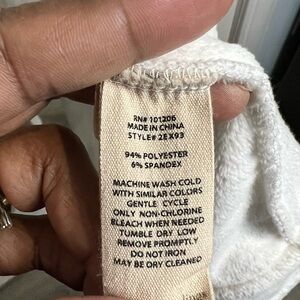 RN# 101206
MADE IN CHINA
STYLE# 2EX93
94% POLYESTER
6% SPANDEX
MACHINE WASH COLD
WITH SIMILAR COLORS
GENTLE CYCLE
ONLY NON-CHLORINE
BLEACH WHEN NEEDED
TUMBLE DRY LOW
REMOVE PROMPTLY
DO NOT IRON
MAY BE DRY CLEANED